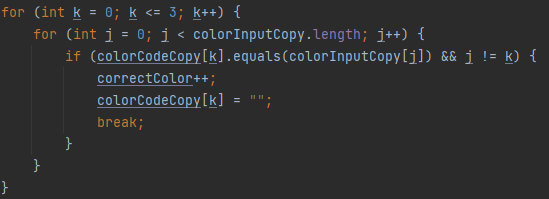 for (int k = 0; k <= 3; k++) {
    for (int j = 0; j < colorInputCopy.length; j++) {
        if (colorCodeCopy[k].equals(colorInputCopy[j]) && j != k) {
            correctColor++;
            colorCodeCopy[k] = "";
            break;
        }
    }
}